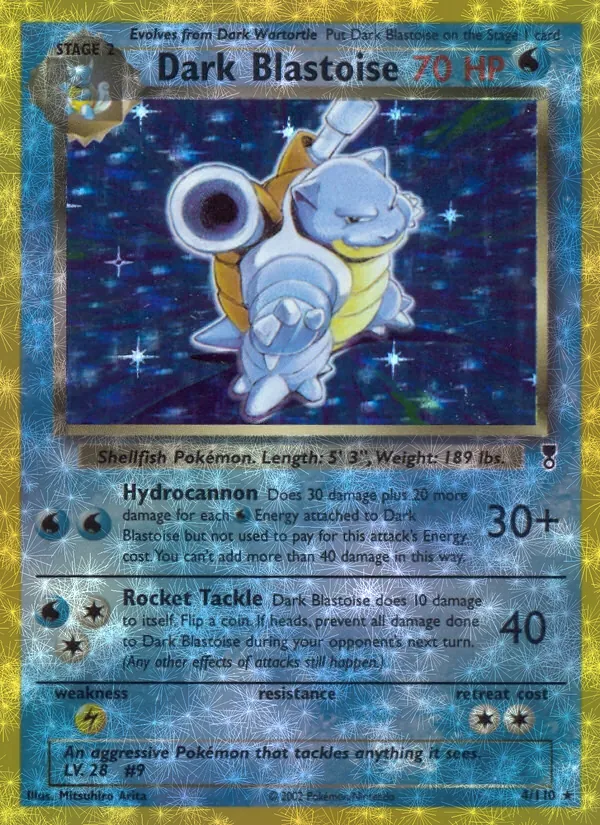 Evolves from Dark Wartortle Put Dark Blastoise on the Stage 1 card
STAGE 2
Dark Blastoise 70 HP
Shellfish Pokémon. Length: 5' 3", Weight: 189 lbs.
Hydrocannon Does 30 damage plus 20 more
damage for each Energy attached to Dark
Blastoise but not used to pay for this attack's Energy
cost. You can't add more than 40 damage in this way.
30+
Rocket Tackle Dark Blastoise does 10 damage
to itself. Flip a coin. If heads, prevent all damage done
to Dark Blastoise during your opponent's next turn.
(Any other effects of attacks still happen.)
40
weakness resistance retreat cost
An aggressive Pokémon that tackles anything it sees.
LV. 28 #9
Illus. Mitsuhiro Arita © 2002 Pokémon/Nintendo 4/110